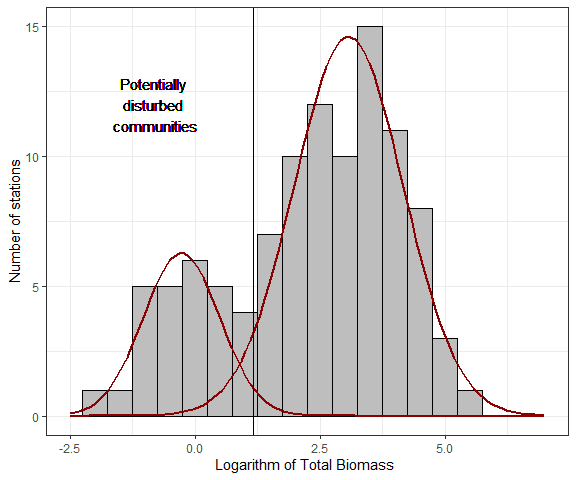 15
10
5
0
Number of stations
Potentially
disturbed
communities
-2.5
0.0
2.5
5.0
Logarithm of Total Biomass